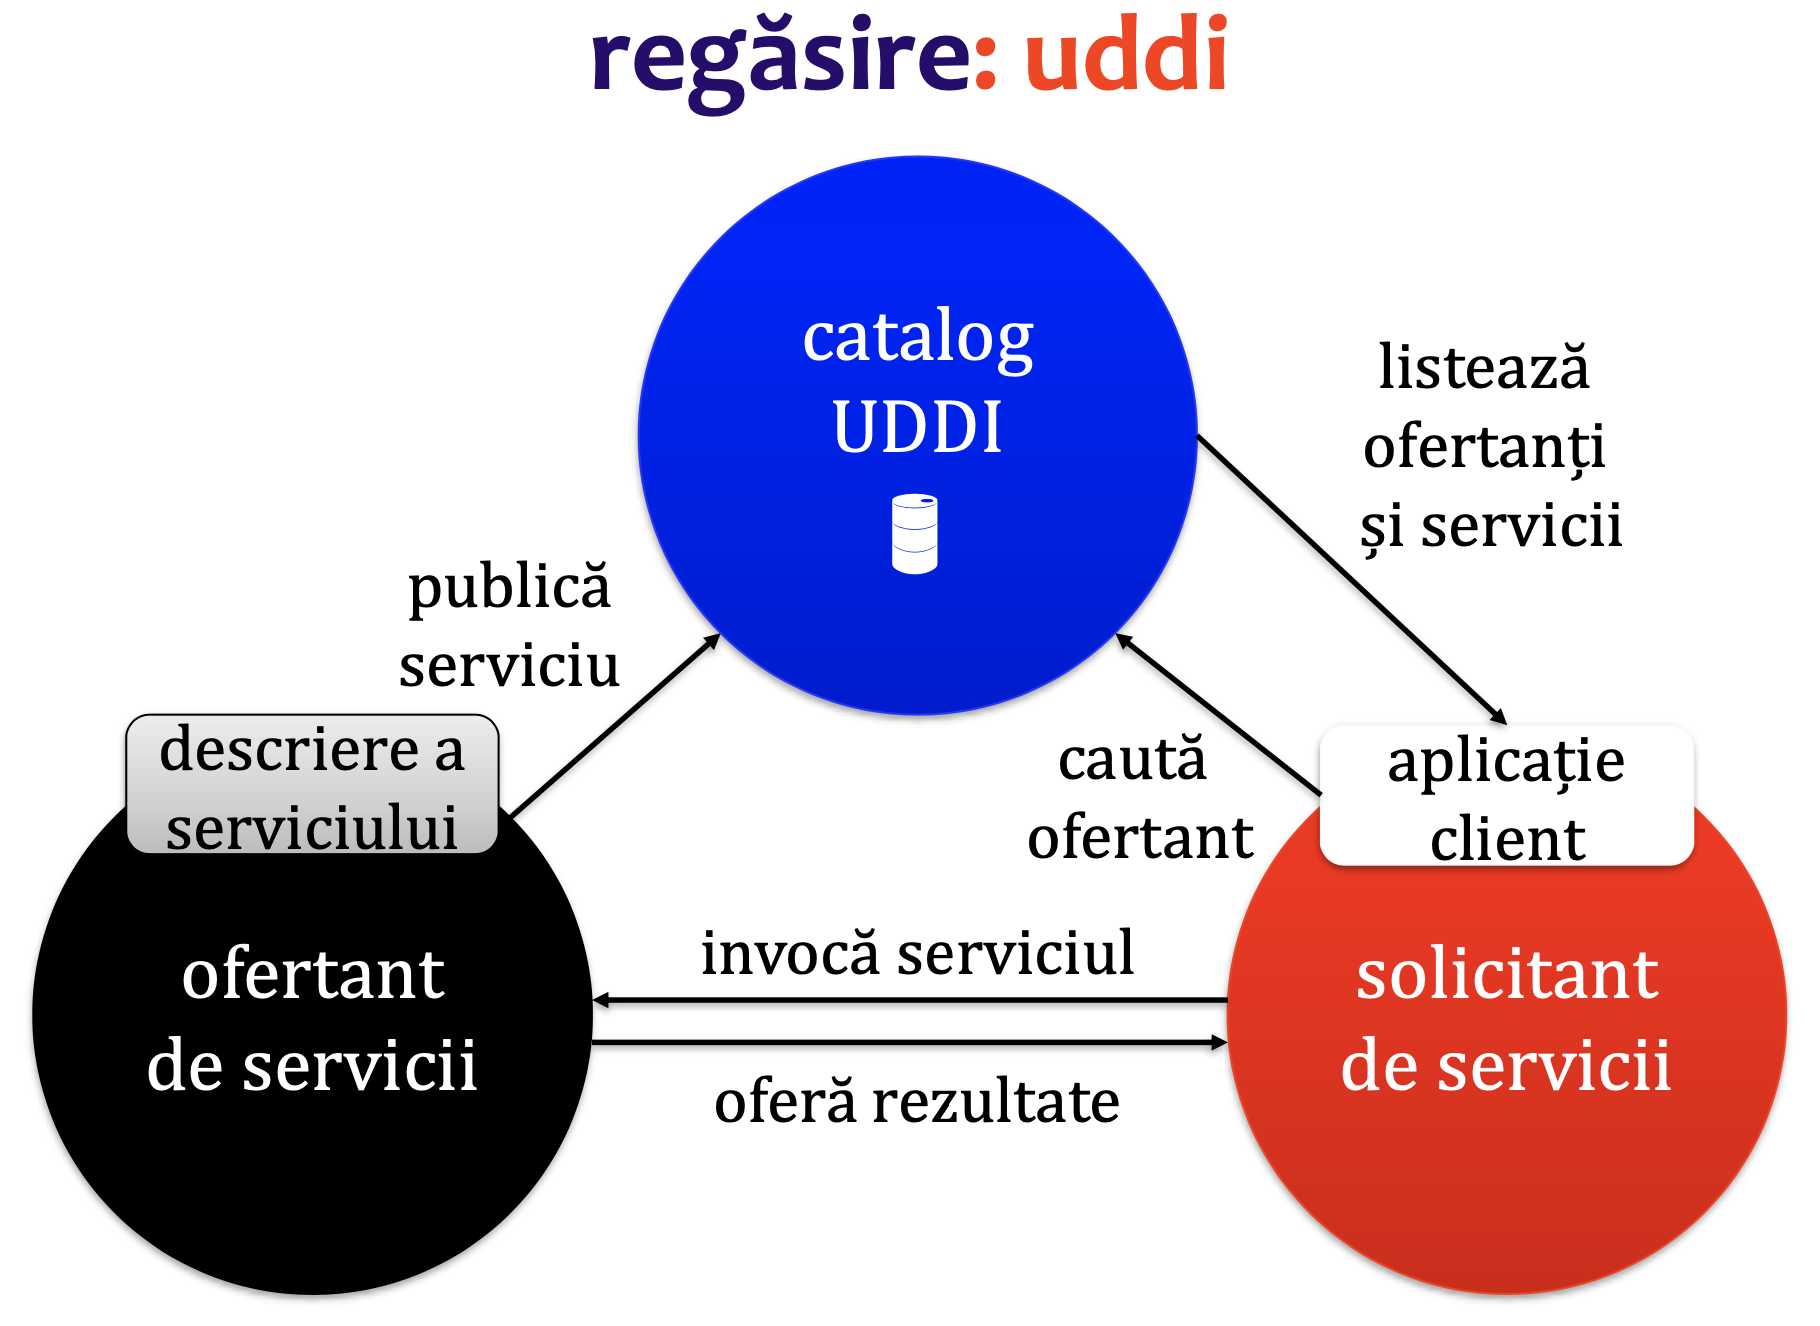 regăsire: uddi
catalog
UDDI
listează
ofertanți
și servicii
publică
serviciu
descriere a
serviciului
caută
ofertant
aplicație
client
ofertant
de servicii
invocă serviciul
oferă rezultate
solicitant
de servicii